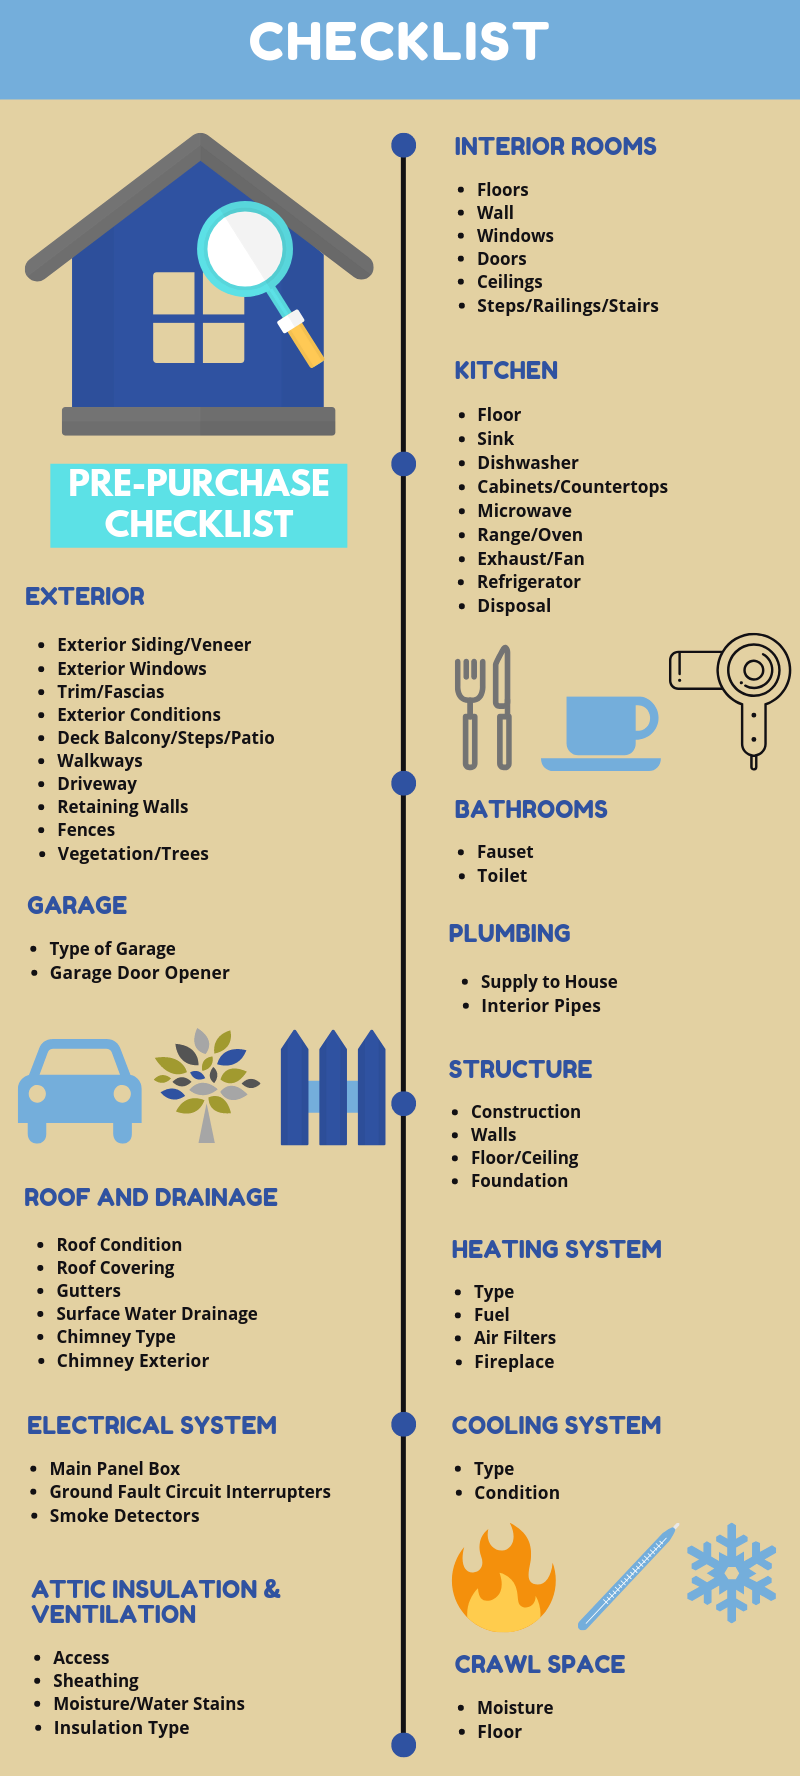 CHECKLIST
PRE-PURCHASE
CHECKLIST
EXTERIOR
• Exterior Siding/Veneer
• Exterior Windows
• Trim/Fascias
• Exterior Conditions
• Deck Balcony/Steps/Patio
• Walkways
• Driveway
• Retaining Walls
• Fences
• Vegetation/Trees
GARAGE
• Type of Garage
• Garage Door Opener
ROOF AND DRAINAGE
• Roof Condition
• Roof Covering
• Gutters
• Surface Water Drainage
• Chimney Type
• Chimney Exterior
ELECTRICAL SYSTEM
• Main Panel Box
• Ground Fault Circuit Interrupters
• Smoke Detectors
ATTIC INSULATION &
VENTILATION
• Access
• Sheathing
• Moisture/Water Stains
• Insulation Type
INTERIOR ROOMS
• Floors
• Wall
• Windows
• Doors
• Ceilings
• Steps/Railings/Stairs
KITCHEN
• Floor
• Sink
• Dishwasher
• Cabinets/Countertops
• Microwave
• Range/Oven
• Exhaust/Fan
• Refrigerator
• Disposal
BATHROOMS
• Fauset
• Toilet
PLUMBING
• Supply to House
• Interior Pipes
STRUCTURE
• Construction
• Walls
• Floor/Ceiling
• Foundation
HEATING SYSTEM
• Type
• Fuel
• Air Filters
• Fireplace
COOLING SYSTEM
• Type
• Condition
CRAWL SPACE
• Moisture
• Floor